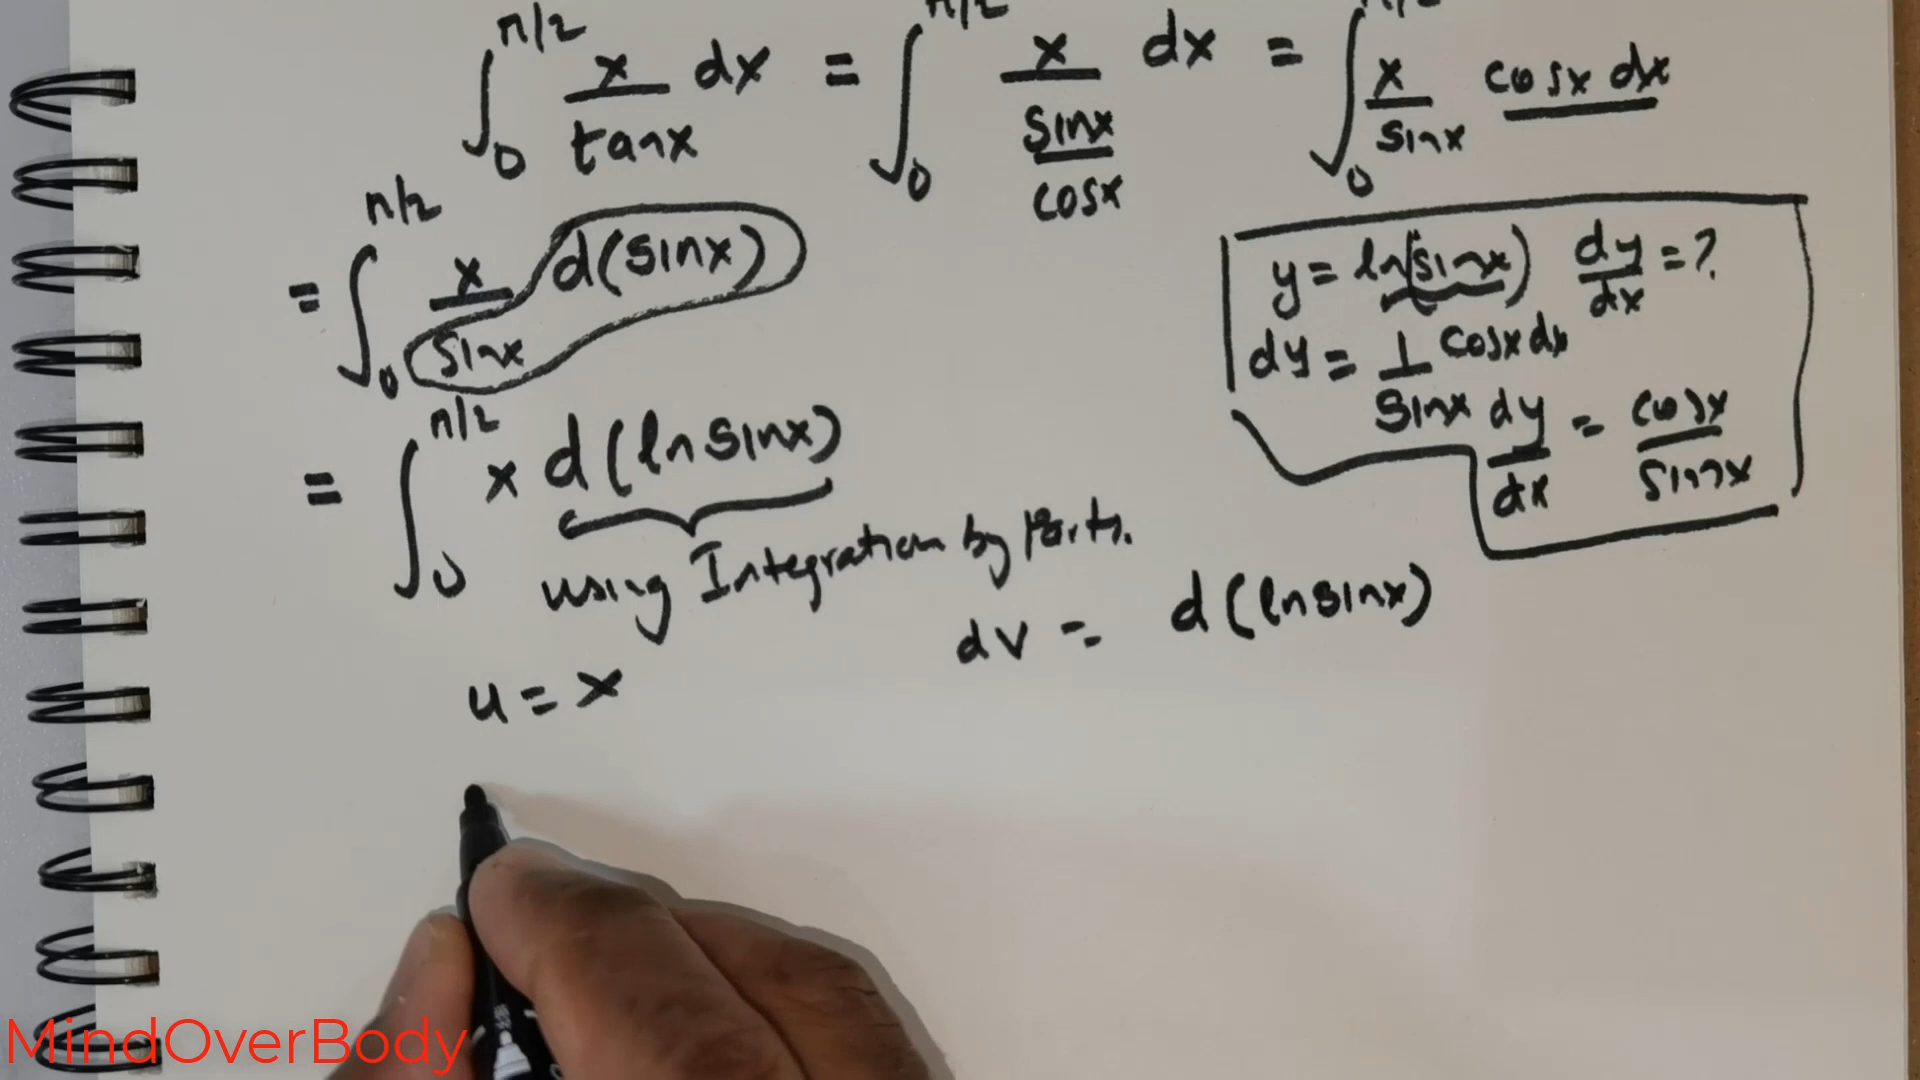 ∫₀^π/2 x/tanx dx = ∫₀^π/2 x/(sinx/cosx) dx = ∫₀^π/2 x/sinx cosx dx
= ∫₀^π/2 x/sinx d(sinx)
= ∫₀^π/2 x d(ln sinx)
using Integration by Parts.
y = ln(sinx) dy/dx = ?
dy = 1/sinx cosx dx
dy/dx = cosx/sinx
u = x dv = d(ln sinx)
MindOverBody